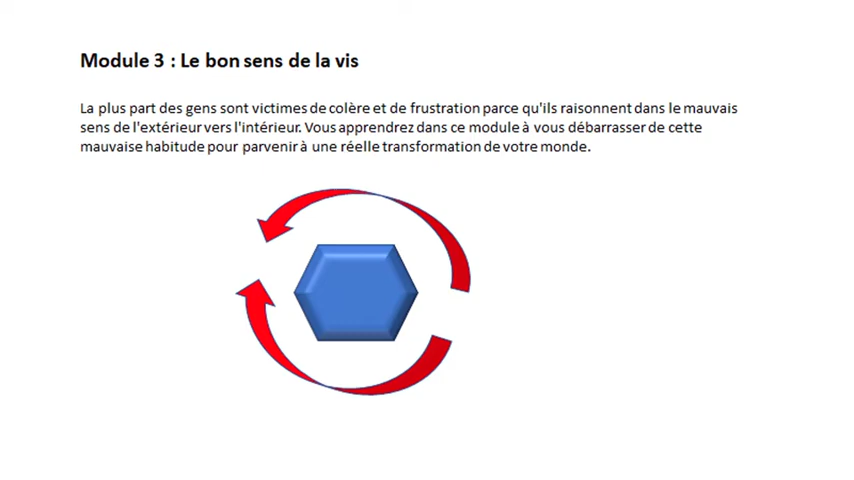 Module 3 : Le bon sens de la vis
La plus part des gens sont victimes de colère et de frustration parce qu'ils raisonnent dans le mauvais
sens de l'extérieur vers l'intérieur. Vous apprendrez dans ce module à vous débarrasser de cette
mauvaise habitude pour parvenir à une réelle transformation de votre monde.